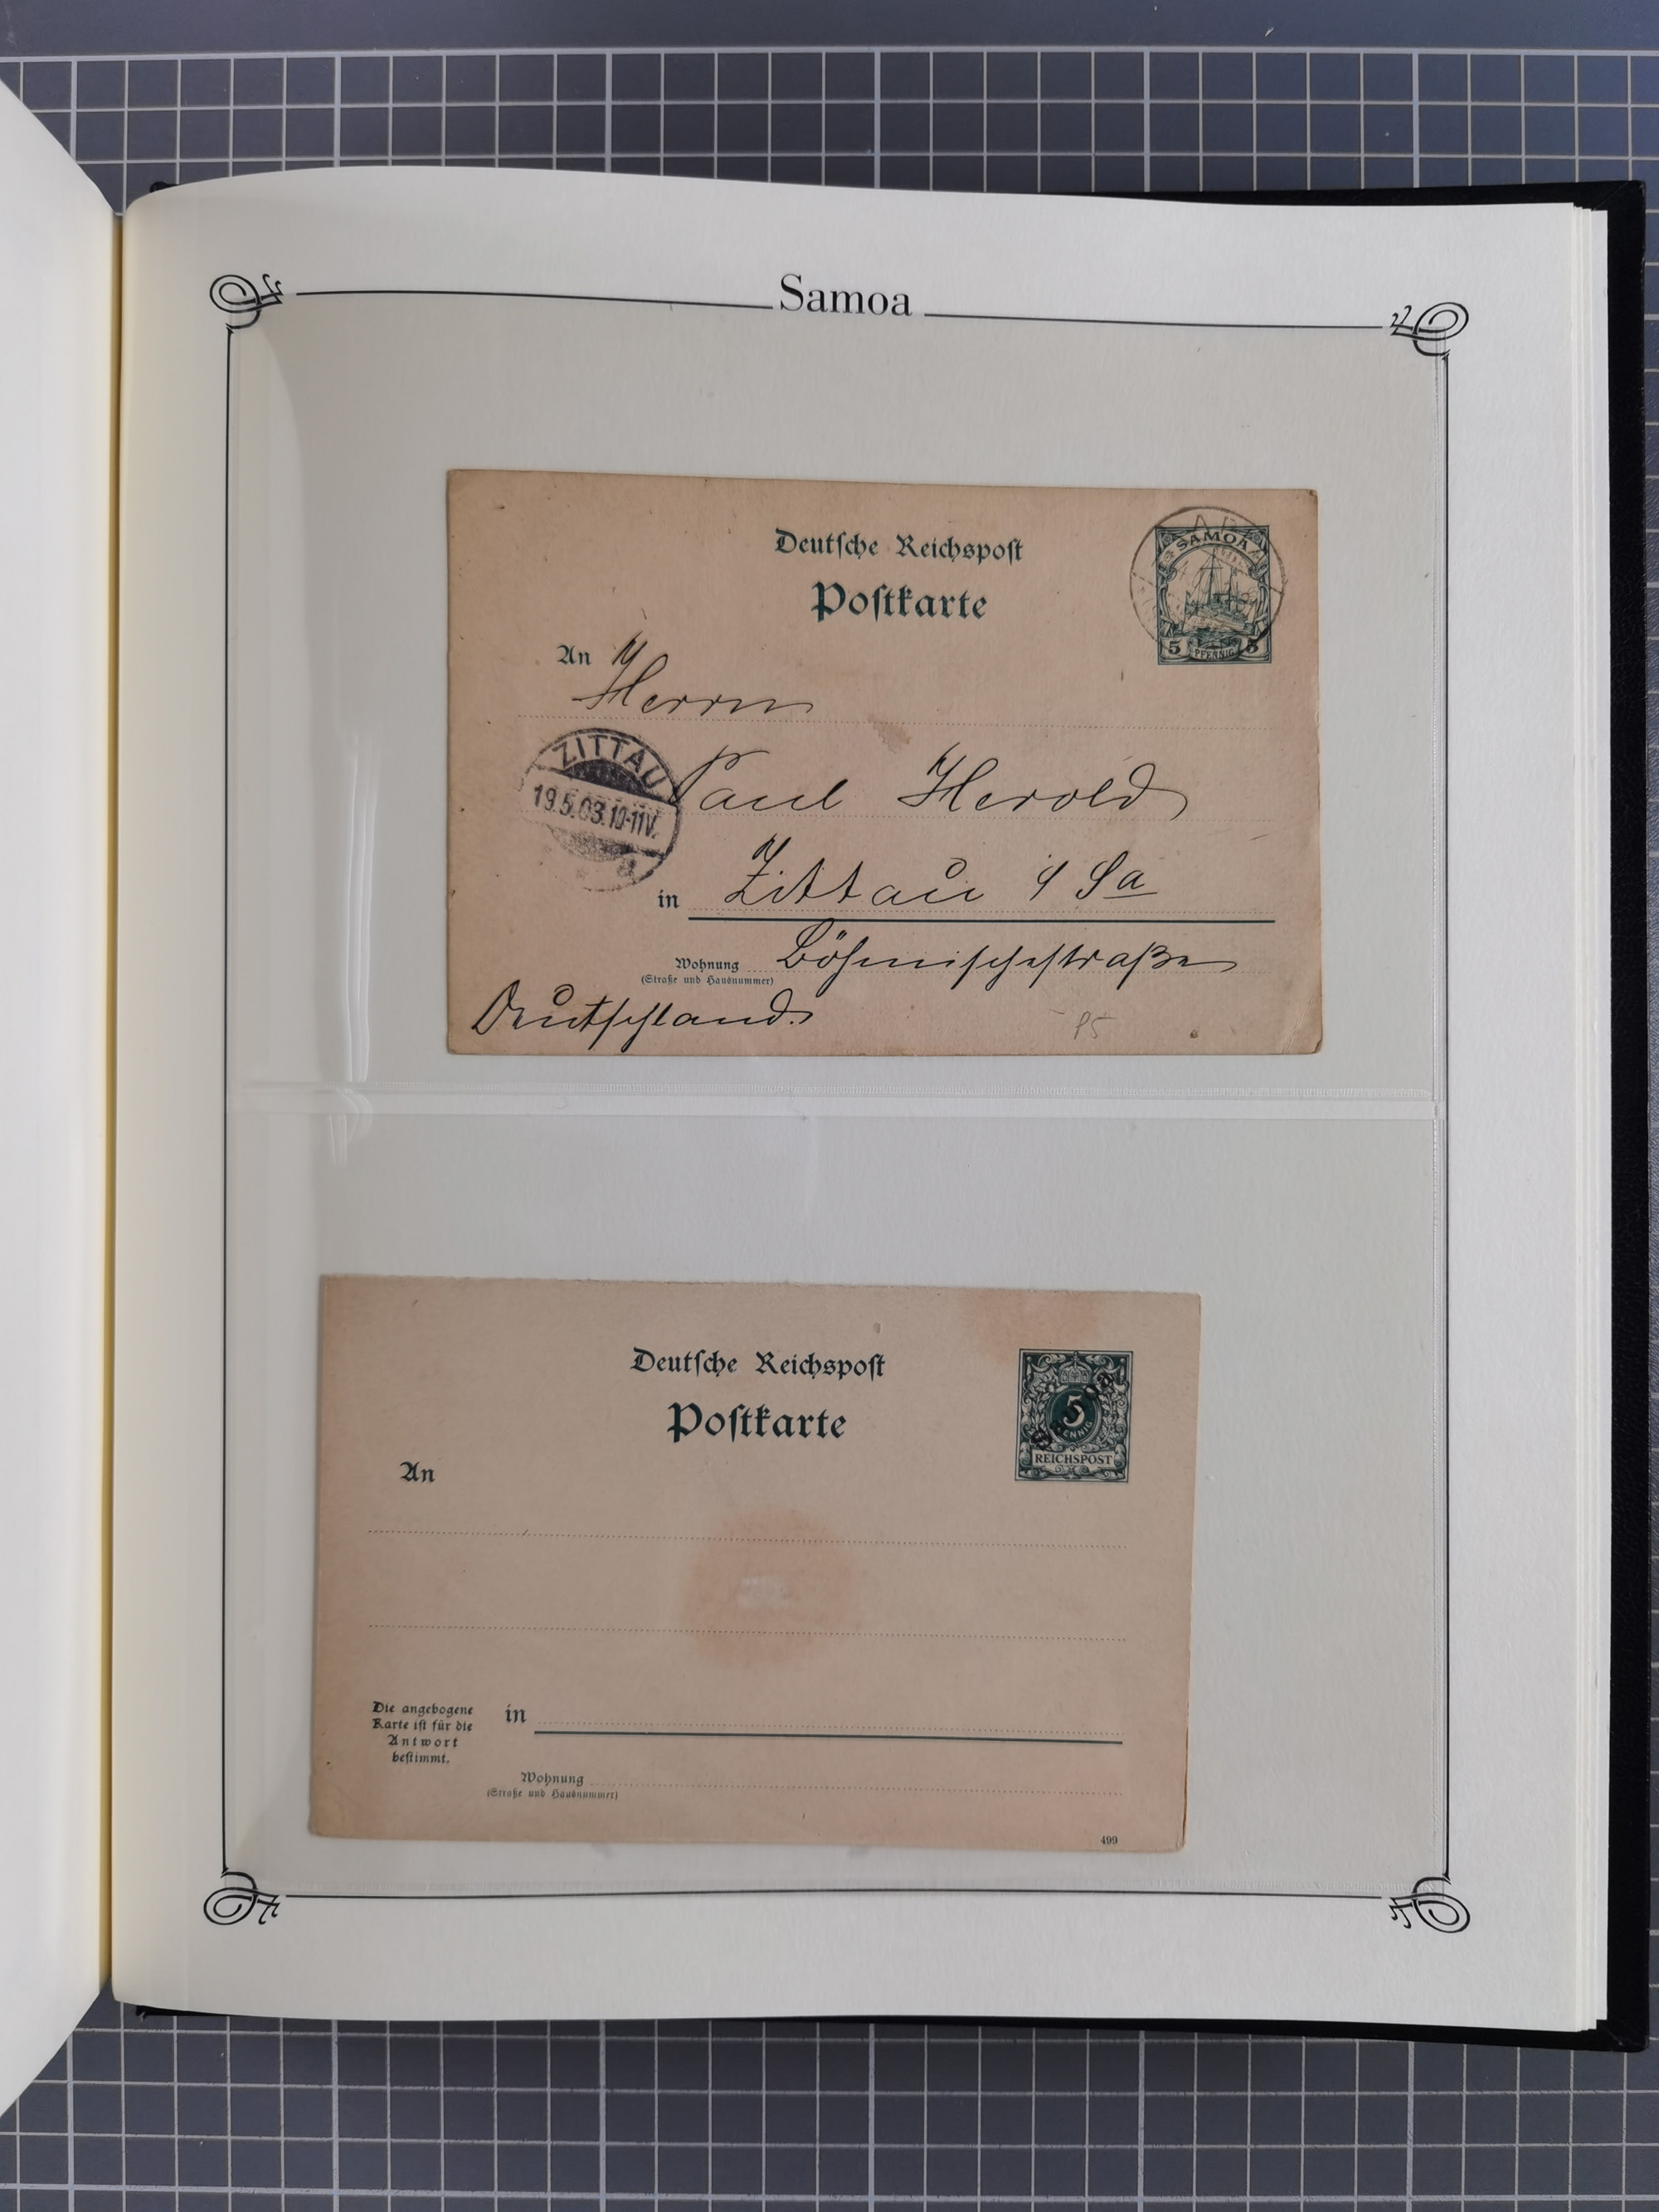 Samoa
Deutsche Reichspost
Postkarte
SAMOA
5 PFENNIG 5
An
Herrn
ZITTAU
19.5.03.10-11V.
a
Paul Herold
in Zittau i Sa
Wohnung Böhmischestraße
(Straße und Hausnummer)
Deutschland.
P5
Deutsche Reichspost
Postkarte
Samoa
5
PFENNIG
REICHSPOST
An
Die angebogene
Karte ist für die
Antwort
bestimmt.
in
Wohnung
(Straße und Hausnummer)
499